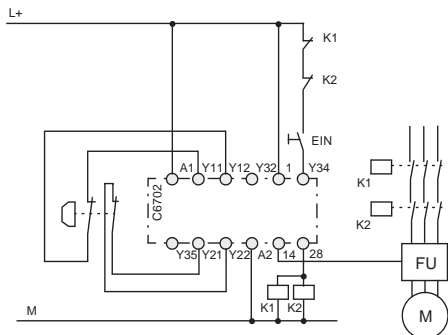 L+
K1
K2
EIN
A1 Y11 Y12 Y32 1 Y34
C6702
K1
K2
Y35 Y21 Y22 A2 14 28
FU
K1 K2
M
M